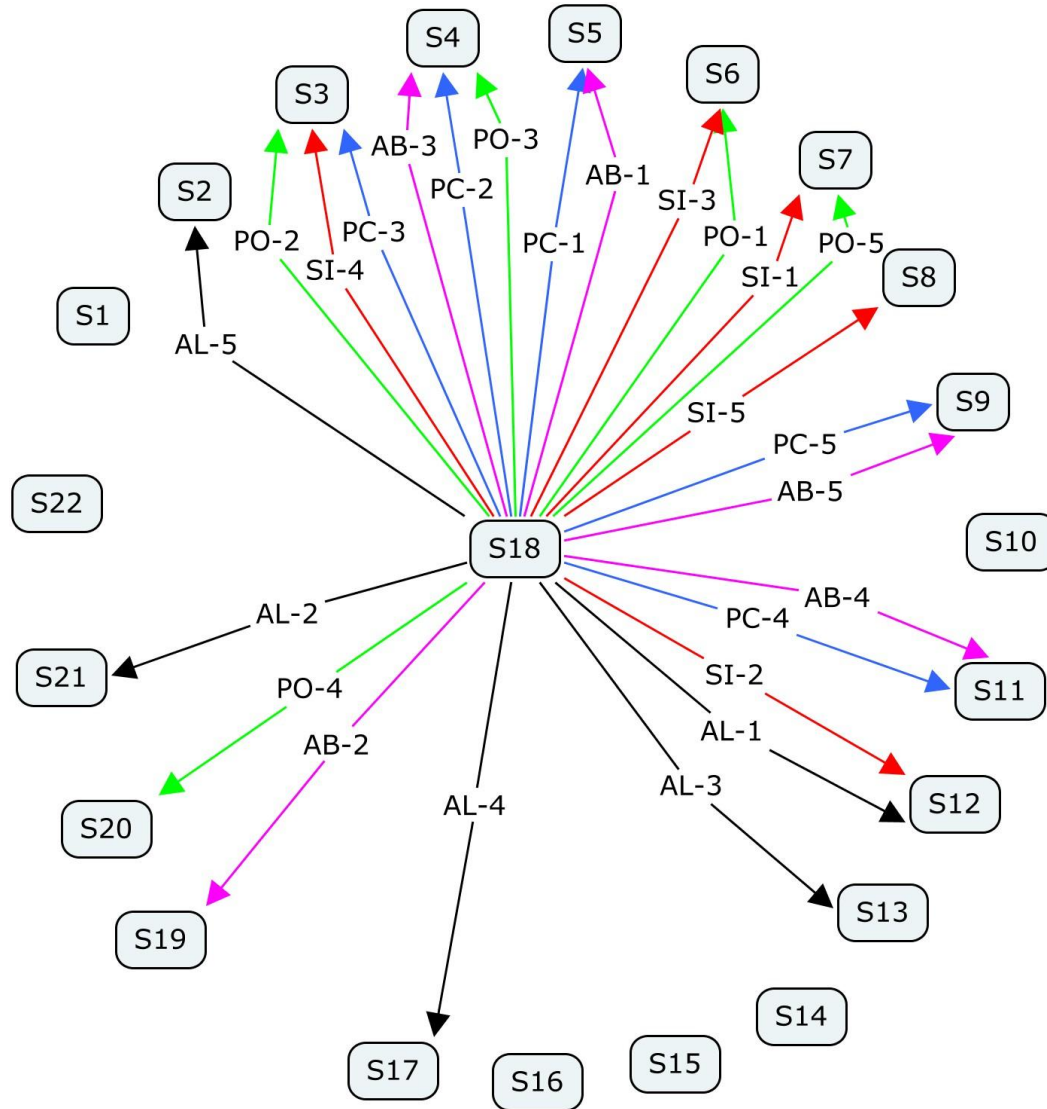 S5
S4
S6
S3
PO-3
AB-3
S7
AB-1
PC-2
S2
SI-3
PC-3
PO-2
PO-1
PO-5
PC-1
SI-4
SI-1
S8
S1
AL-5
S9
SI-5
PC-5
AB-5
S22
S18
S10
AB-4
AL-2
PC-4
SI-2
S21
PO-4
S11
AL-1
AB-2
AL-3
AL-4
S12
S20
S13
S19
S14
S15
S17
S16